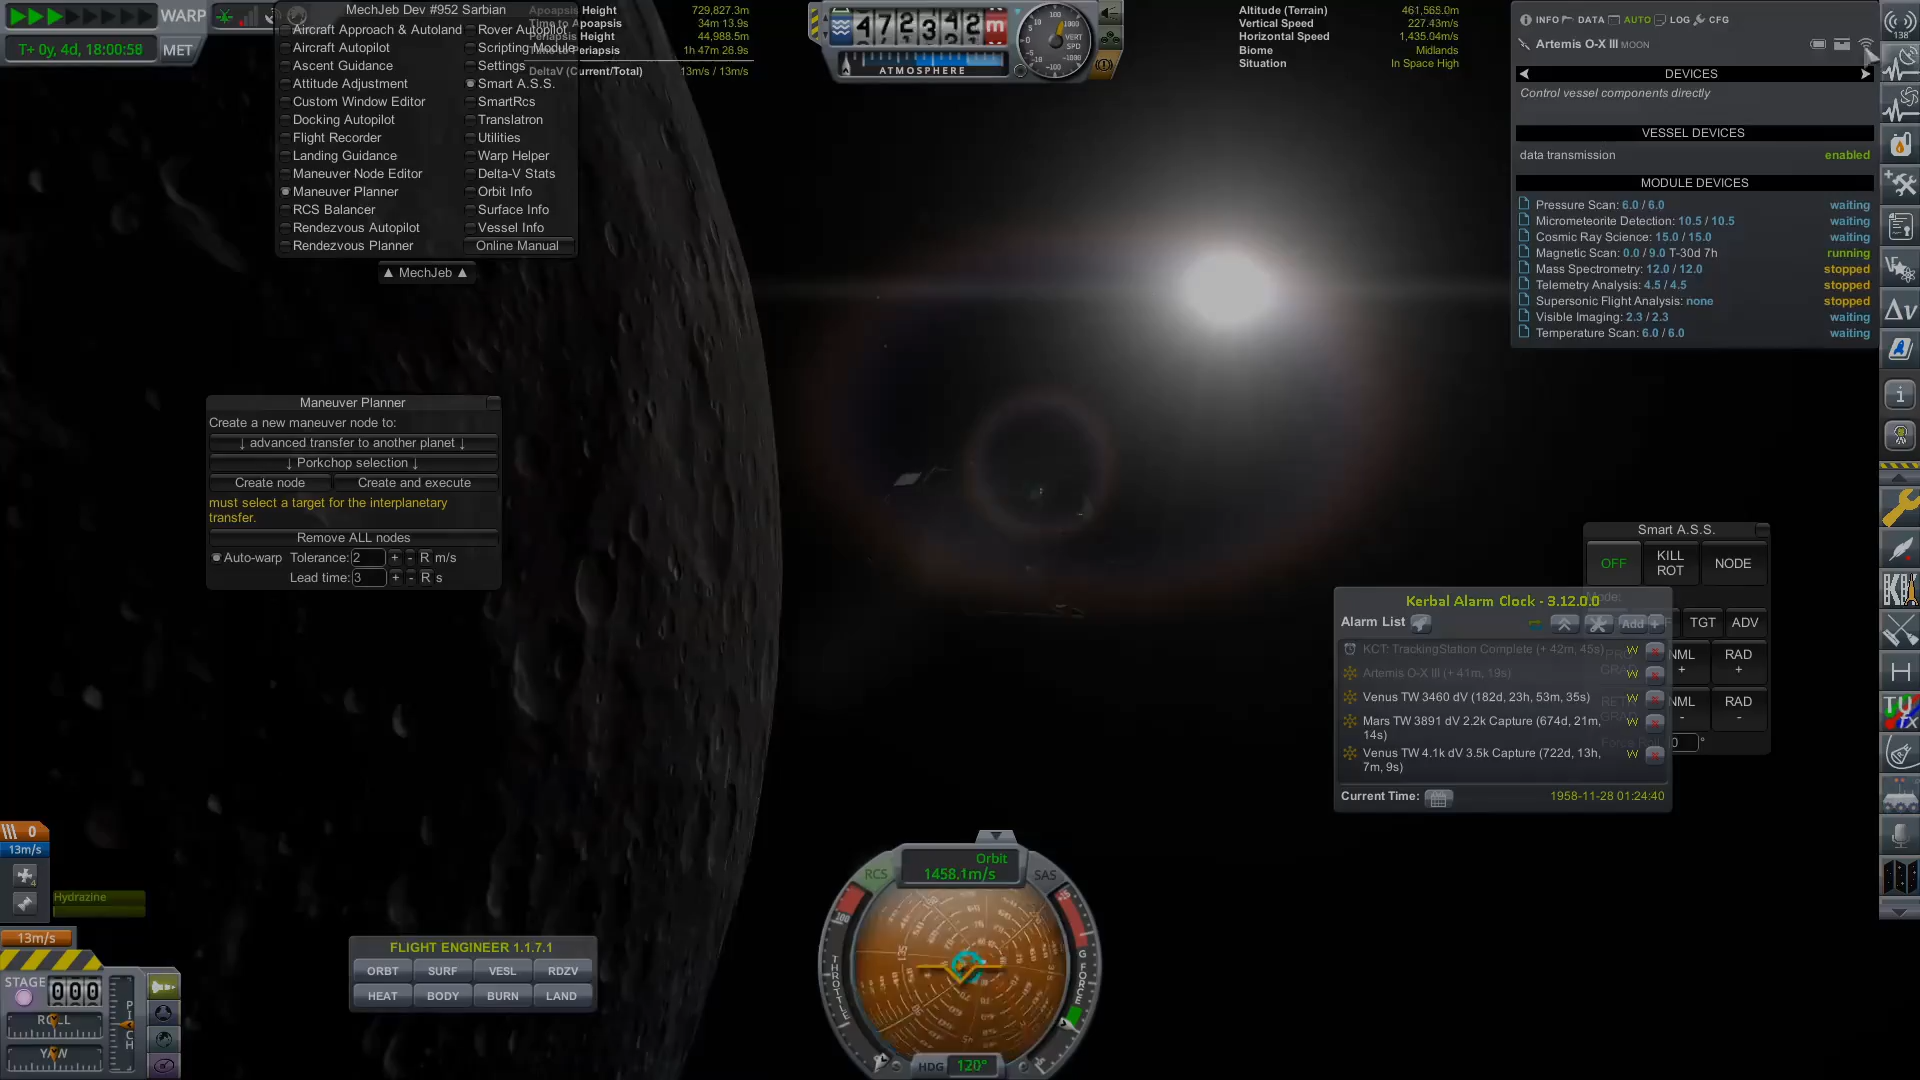 WARP
T+ 0y, 4d, 18:00:58 MET
MechJeb Dev #952 Sarbian
Aircraft Approach & Autoland
Aircraft Autopilot
Ascent Guidance
Attitude Adjustment
Custom Window Editor
Docking Autopilot
Flight Recorder
Landing Guidance
Maneuver Node Editor
Maneuver Planner
RCS Balancer
Rendezvous Autopilot
Rendezvous Planner
Rover Autopilot
Scripting Module
Settings
Smart A.S.S.
SmartRcs
Translatron
Utilities
Warp Helper
Delta-V Stats
Orbit Info
Surface Info
Vessel Info
Online Manual
▲ MechJeb ▲
Apoapsis Height 729,827.3m
Time to Apoapsis 34m 13.9s
Periapsis Height 44,988.5m
Time to Periapsis 1h 47m 26.9s
DeltaV (Current/Total) 13m/s / 13m/s
472342 m
ATMOSPHERE
VERT SPD
Altitude (Terrain) 461,565.0m
Vertical Speed 227.43m/s
Horizontal Speed 1,435.04m/s
Biome Midlands
Situation In Space High
INFO DATA AUTO LOG CFG
Artemis O-X III MOON
DEVICES
Control vessel components directly
VESSEL DEVICES
data transmission enabled
MODULE DEVICES
Pressure Scan: 6.0 / 6.0 waiting
Micrometeorite Detection: 10.5 / 10.5 waiting
Cosmic Ray Science: 15.0 / 15.0 waiting
Magnetic Scan: 0.0 / 9.0 T-30d 7h running
Mass Spectrometry: 12.0 / 12.0 stopped
Telemetry Analysis: 4.5 / 4.5 stopped
Supersonic Flight Analysis: none stopped
Visible Imaging: 2.3 / 2.3 waiting
Temperature Scan: 6.0 / 6.0 waiting
138
Δv
Maneuver Planner
Create a new maneuver node to:
↓ advanced transfer to another planet ↓
↓ Porkchop selection ↓
Create node Create and execute
must select a target for the interplanetary
transfer.
Remove ALL nodes
Auto-warp Tolerance: 2 + - R m/s
Lead time: 3 + - R s
Smart A.S.S.
OFF KILL ROT NODE
Mode:
TGT ADV
NML + RAD +
NML - RAD -
0 °
Kerbal Alarm Clock - 3.12.0.0
Alarm List Add +
KCT: TrackingStation Complete (+ 42m, 45s) W
Artemis O-X III (+ 41m, 19s) W
Venus TW 3460 dV (182d, 23h, 53m, 35s) W
Mars TW 3891 dV 2.2k Capture (674d, 21m,
14s) W
Venus TW 4.1k dV 3.5k Capture (722d, 13h,
7m, 9s) W
Current Time: 1958-11-28 01:24:40
0
13m/s
4
Hydrazine
13m/s
STAGE 000
ROLL
YAW
PITCH
FLIGHT ENGINEER 1.1.7.1
ORBT SURF VESL RDZV
HEAT BODY BURN LAND
Orbit
1458.1m/s
RCS SAS
THROTTLE
G FORCE
HDG 120°